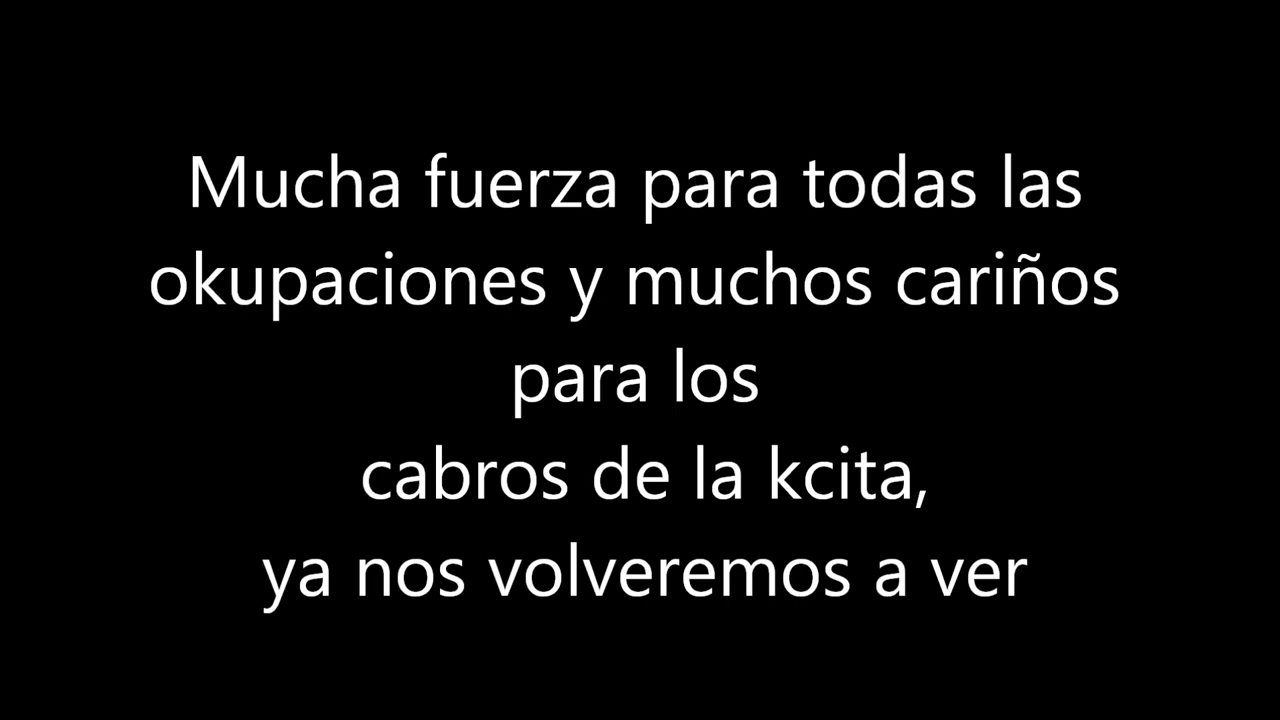 Mucha fuerza para todas las
okupaciones y muchos cariños
para los
cabros de la kcita,
ya nos volveremos a ver